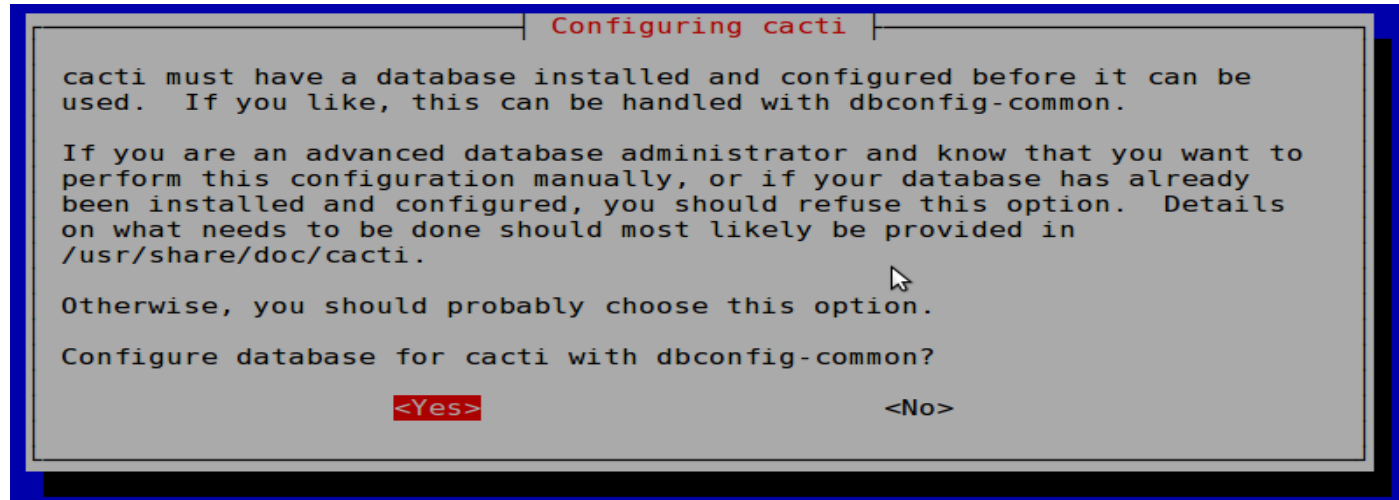 Configuring cacti
cacti must have a database installed and configured before it can be
used.  If you like, this can be handled with dbconfig-common.
If you are an advanced database administrator and know that you want to
perform this configuration manually, or if your database has already
been installed and configured, you should refuse this option.  Details
on what needs to be done should most likely be provided in
/usr/share/doc/cacti.
Otherwise, you should probably choose this option.
Configure database for cacti with dbconfig-common?
<Yes> <No>